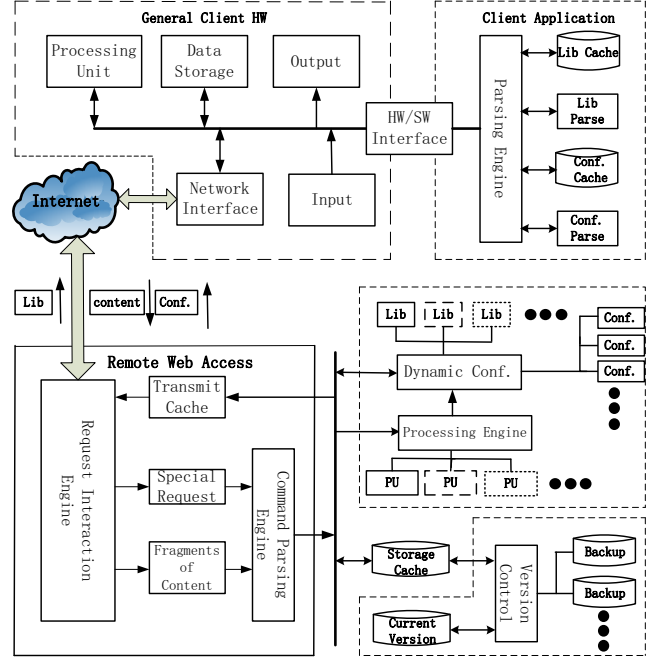 General Client HW
Client Application
Processing
Unit
Data
Storage
Output
HW/SW
Interface
Parsing Engine
Lib Cache
Lib
Parse
Conf.
Cache
Conf.
Parse
Network
Interface
Input
Internet
Lib
content
Conf.
Lib
Lib
Lib
Conf.
Conf.
Conf.
Dynamic Conf.
Processing Engine
PU
PU
PU
Remote Web Access
Transmit
Cache
Request Interaction
Engine
Special
Request
Fragments
of
Content
Command Parsing
Engine
Storage
Cache
Current
Version
Version
Control
Backup
Backup